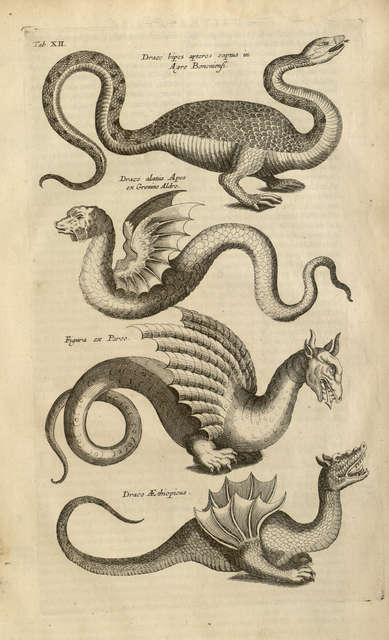 Tab XII.
Draco bipes apteros captus in
Agro Bononiensi.
Draco alatus Apes
ex Grevino Aldro.
Figura ex Pareo.
Draco Æthiopicus.